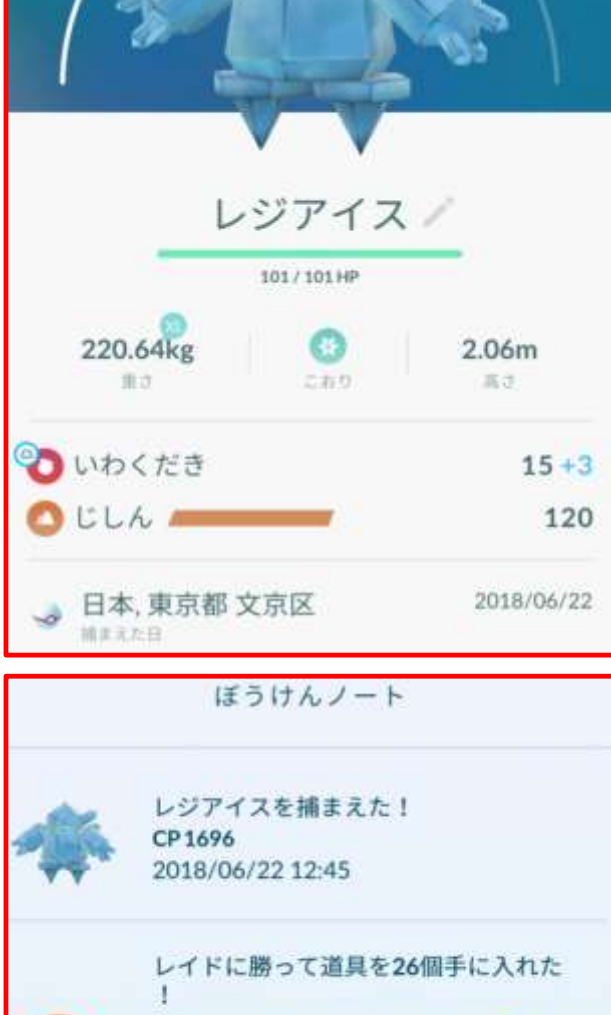 レジアイス
101 / 101 HP
XL
220.64kg
重さ
こおり
2.06m
高さ
いわくだき
15 +3
じしん
120
日本, 東京都 文京区
2018/06/22
捕まえた日
ぼうけんノート
レジアイスを捕まえた！
CP1696
2018/06/22 12:45
レイドに勝って道具を26個手に入れた
！